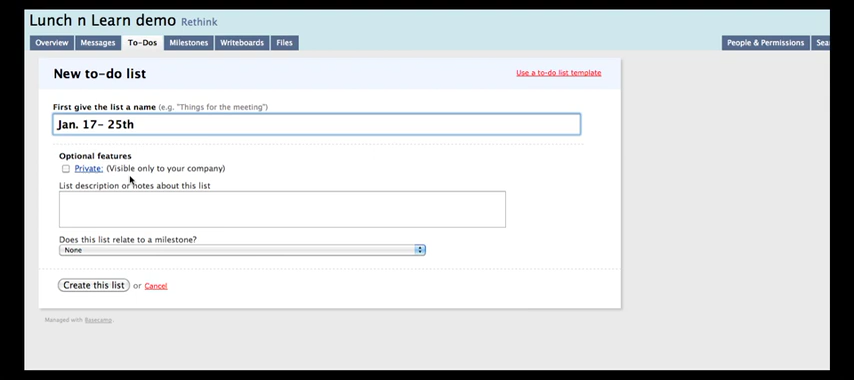 Lunch n Learn demo Rethink
Overview Messages To-Dos Milestones Writeboards Files People & Permissions Sea
New to-do list Use a to-do list template
First give the list a name (e.g. "Things for the meeting")
Jan. 17- 25th
Optional features
Private: (Visible only to your company)
List description or notes about this list
Does this list relate to a milestone?
None
Create this list or Cancel
Managed with Basecamp.